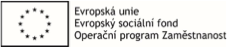 Evropská unie
Evropský sociální fond
Operační program Zaměstnanost